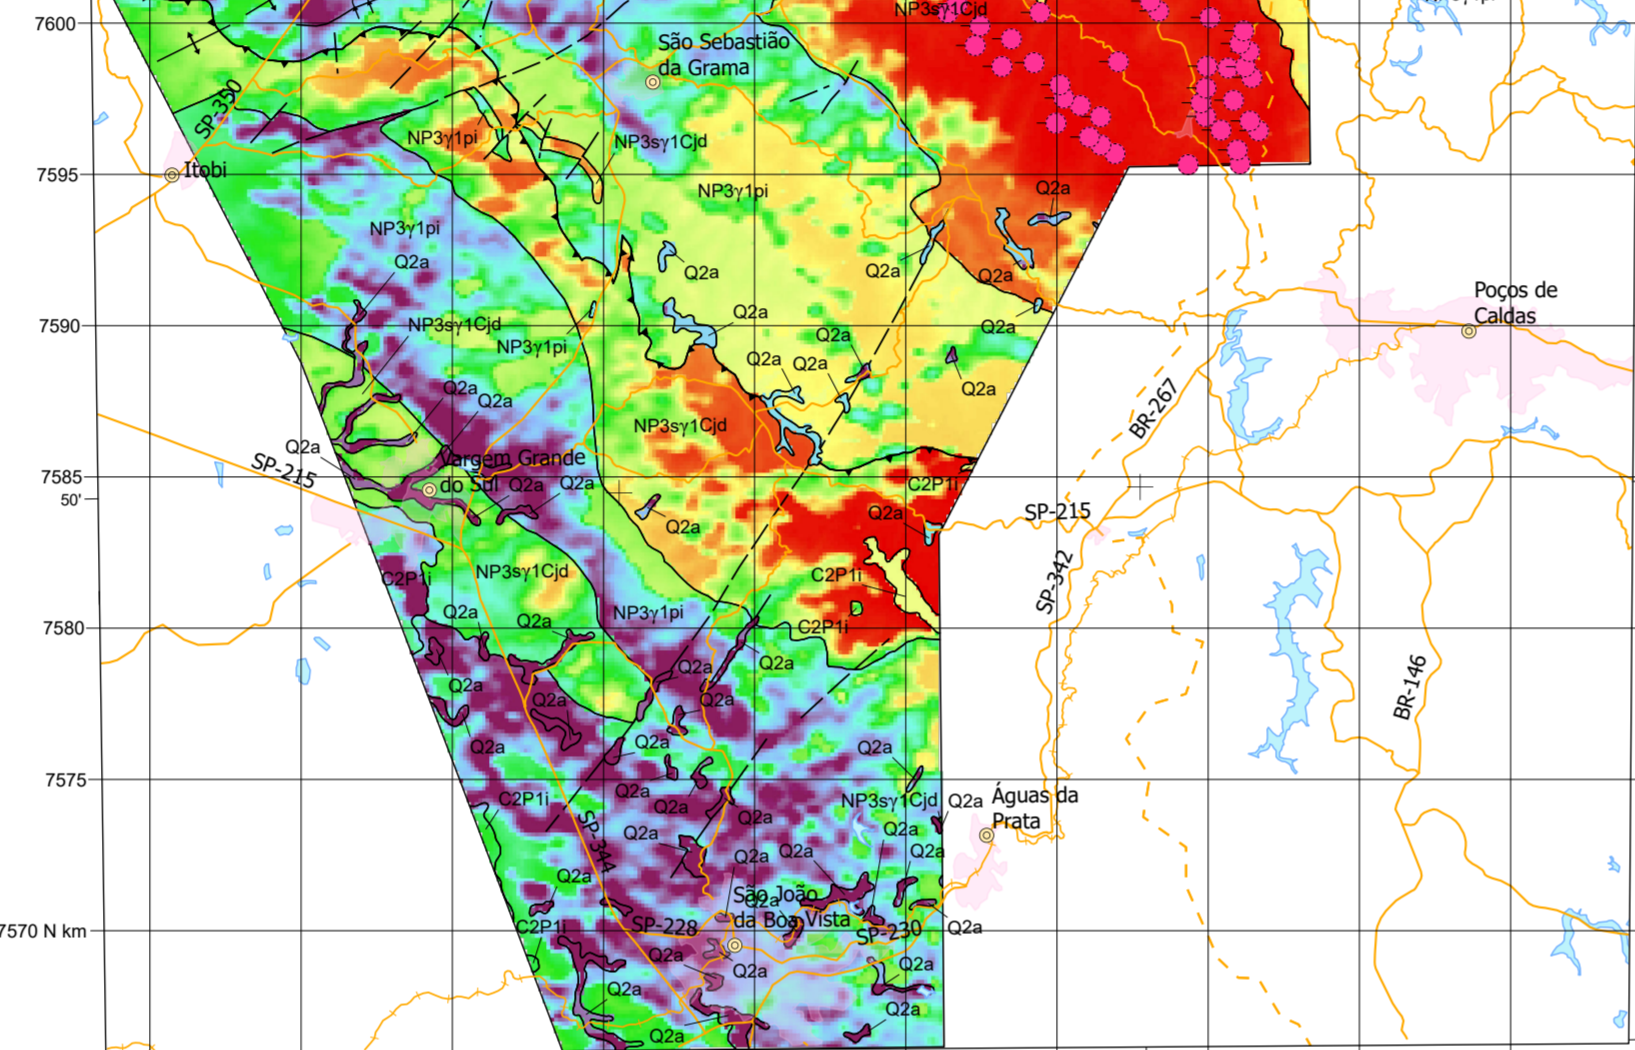 7600
NP3sγ1Cjd
São Sebastião
da Grama
SP-350
NP3γ1pi
NP3sγ1Cjd
Itobi
7595
NP3γ1pi
Q2a
NP3γ1pi
Q2a
Q2a
Q2a
Q2a
Poços de
Caldas
7590
NP3sγ1Cjd
Q2a
Q2a
Q2a
NP3γ1pi
Q2a
Q2a
Q2a
Q2a
Q2a
BR-267
NP3sγ1Cjd
Q2a
Vargem Grande
do Sul
SP-215
7585
50'
Q2a
Q2a
C2P1i
Q2a
SP-215
Q2a
C2P1i
NP3sγ1Cjd
C2P1i
SP-342
Q2a
Q2a
NP3γ1pi
C2P1i
7580
Q2a
Q2a
Q2a
Q2a
Q2a
BR-146
Q2a
Q2a
Q2a
7575
Q2a
C2P1i
Q2a
NP3sγ1Cjd
Q2a
Águas da
Prata
Q2a
Q2a
Q2a
SP-344
Q2a
Q2a
Q2a
Q2a
São João
da Boa Vista
Q2a
C2P1i
SP-228
SP-230
Q2a
7570 N km
Q2a
Q2a
Q2a
Q2a
Q2a
Q2a